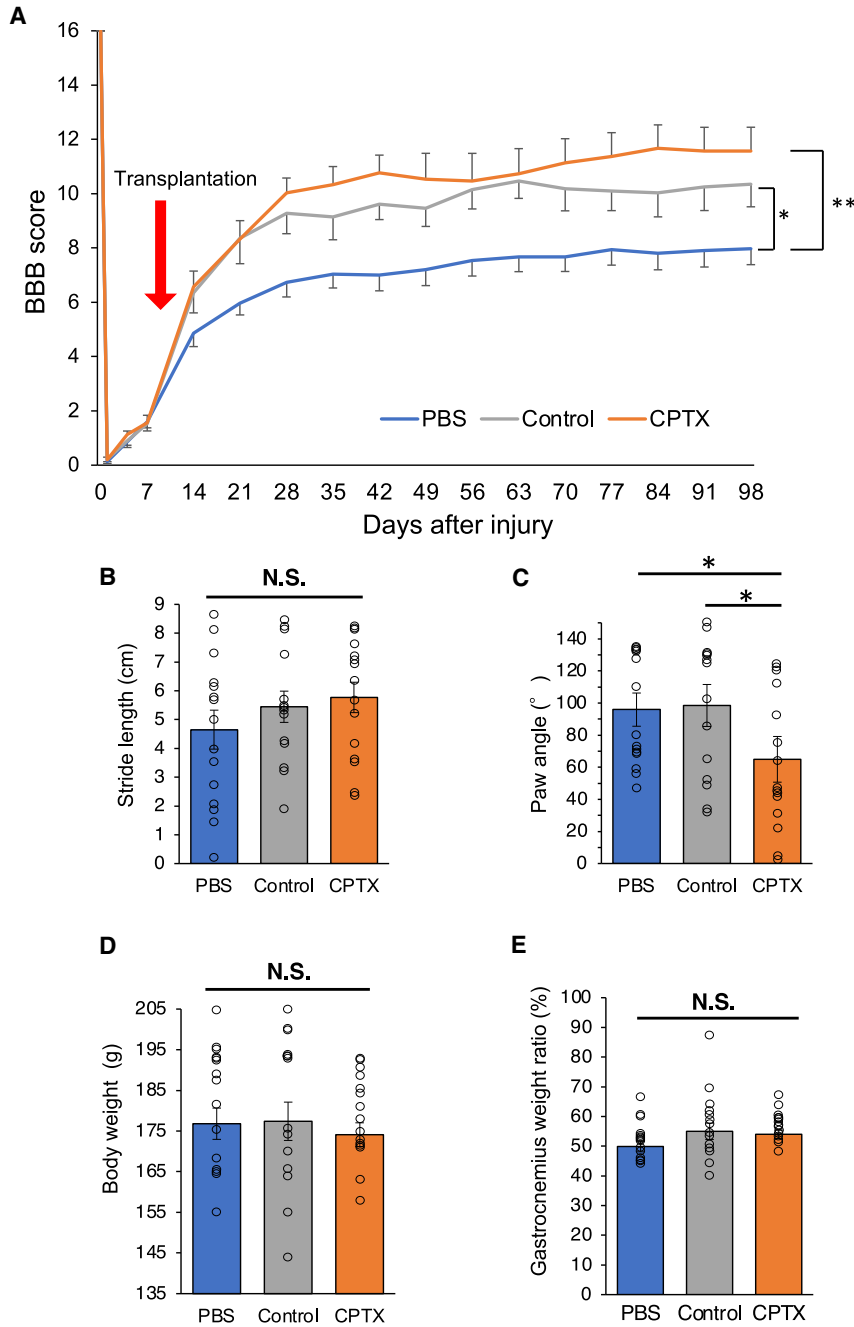 A
16
14
12
10
8
6
4
2
0
BBB score
Transplantation
*
**
PBS Control CPTX
0 7 14 21 28 35 42 49 56 63 70 77 84 91 98
Days after injury
B
N.S.
9
8
7
6
5
4
3
2
1
0
Stride length (cm)
PBS Control CPTX
C
*
*
140
120
100
80
60
40
20
0
Paw angle (°)
PBS Control CPTX
D
N.S.
205
195
185
175
165
155
145
135
Body weight (g)
PBS Control CPTX
E
N.S.
100
90
80
70
60
50
40
30
20
10
0
Gastrocnemius weight ratio (%)
PBS Control CPTX